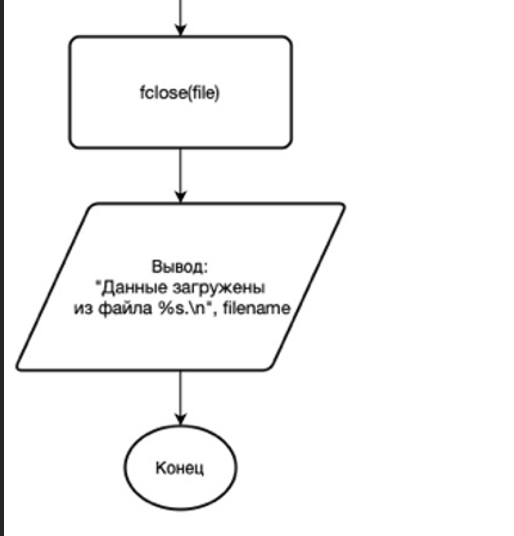 fclose(file)
Вывод:
"Данные загружены
из файла %s.\n", filename
Конец